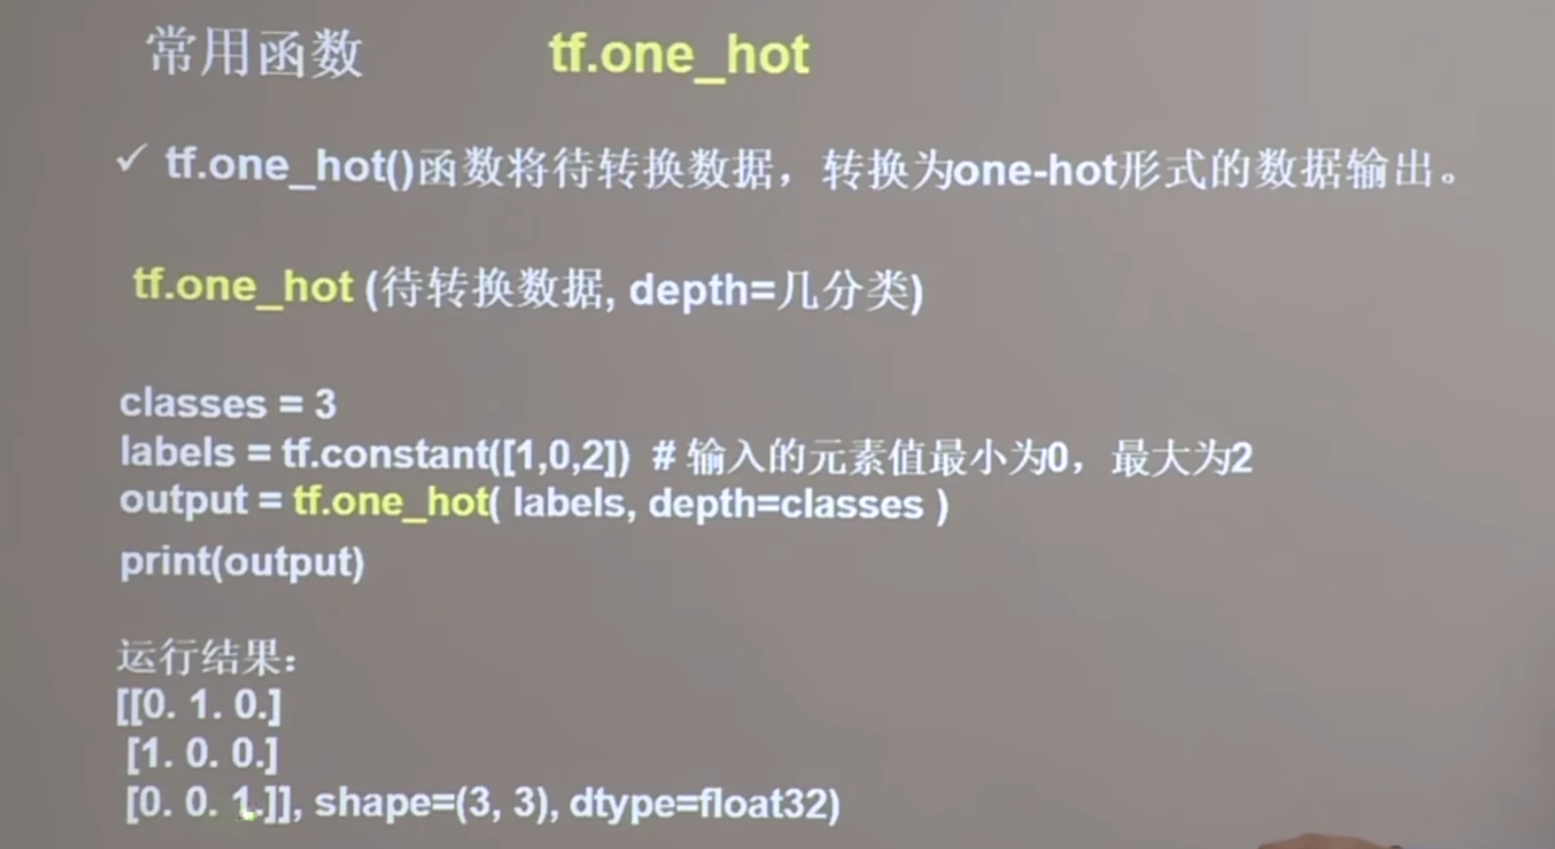 常用函数 tf.one_hot
✓ tf.one_hot()函数将待转换数据，转换为one-hot形式的数据输出。
tf.one_hot (待转换数据, depth=几分类)
classes = 3
labels = tf.constant([1,0,2]) # 输入的元素值最小为0，最大为2
output = tf.one_hot( labels, depth=classes )
print(output)
运行结果：
[[0. 1. 0.]
[1. 0. 0.]
[0. 0. 1.]], shape=(3, 3), dtype=float32)